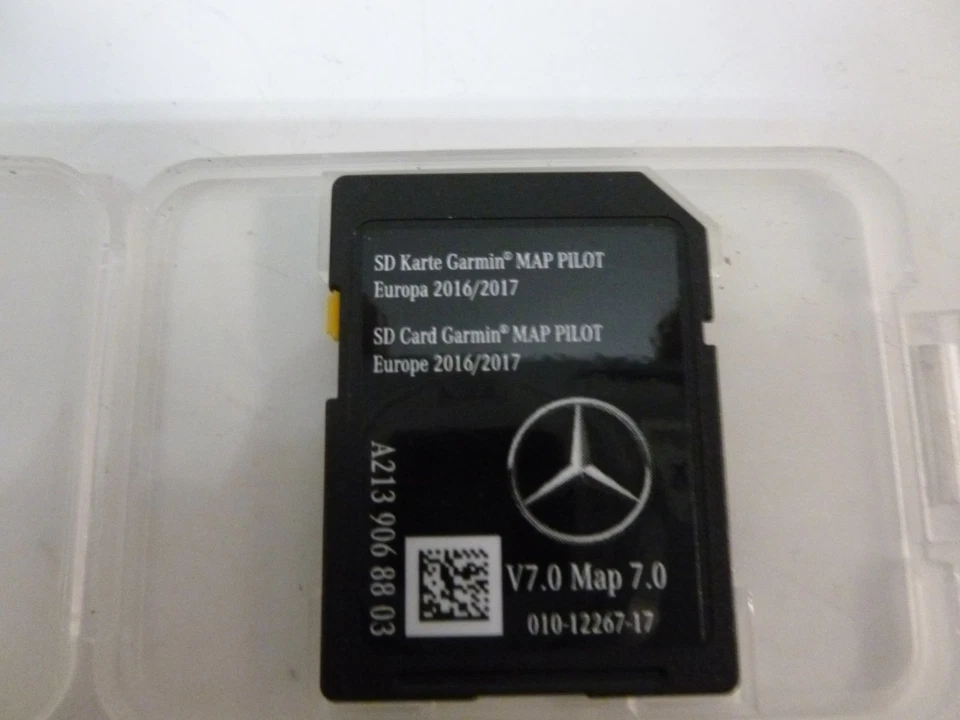 SD Karte Garmin® MAP PILOT
Europa 2016/2017
SD Card Garmin® MAP PILOT
Europe 2016/2017
A213 906 88 03
V7.0 Map 7.0
010-12267-17